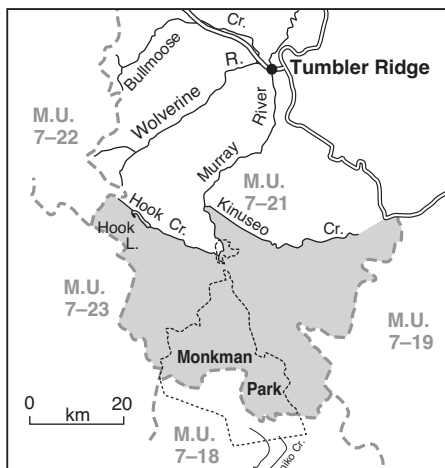 Cr.
Bullmoose
R.
Tumbler Ridge
M.U.
7–22
Wolverine
River
Murray
M.U.
7–21
Hook Cr.
Kinuseo
Cr.
Hook
L.
M.U.
7–23
M.U.
7–19
Monkman
Park
0 20
km
M.U.
7–18
Cr.